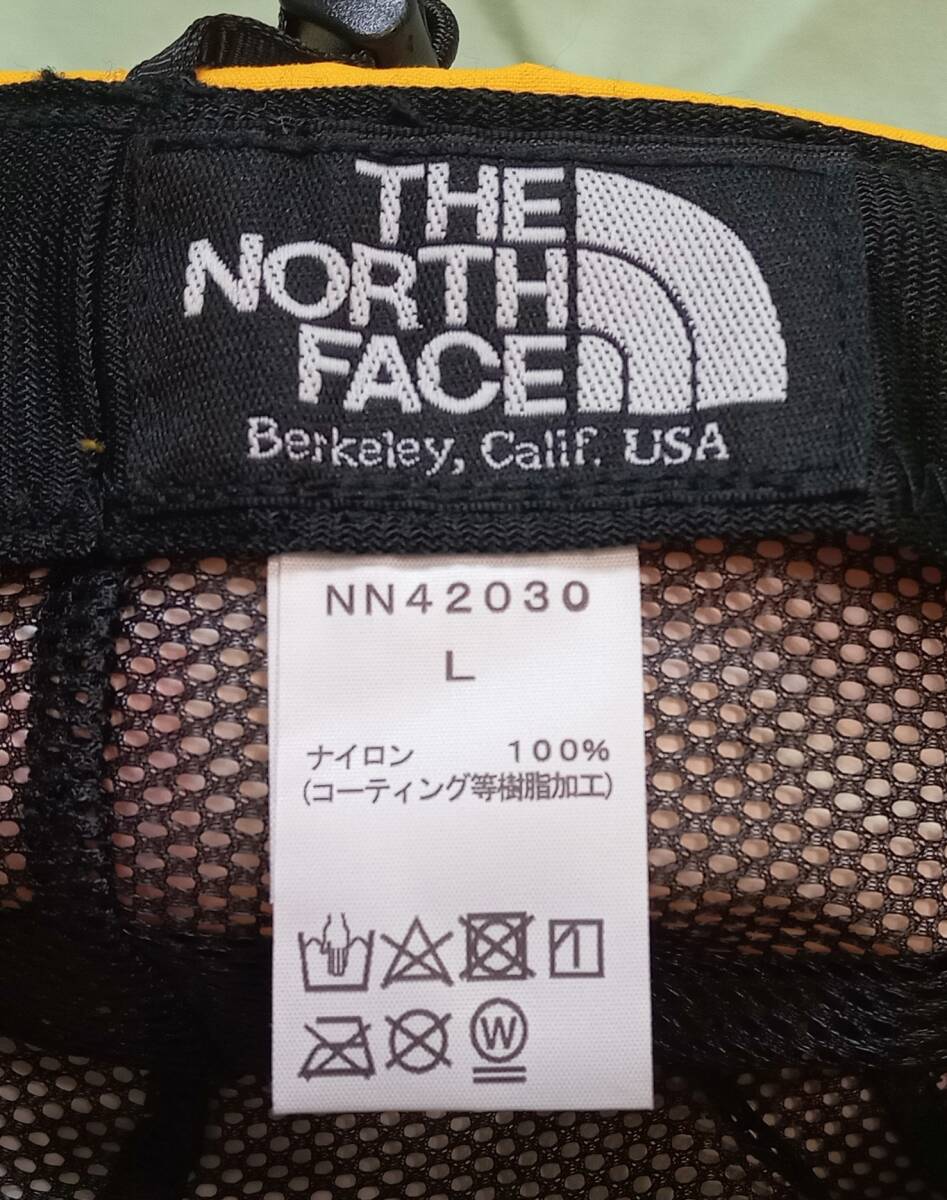 THE
NORTH
FACE
Berkeley, Calif. USA
NN42030
L
ナイロン 100%
(コーティング等樹脂加工)
W